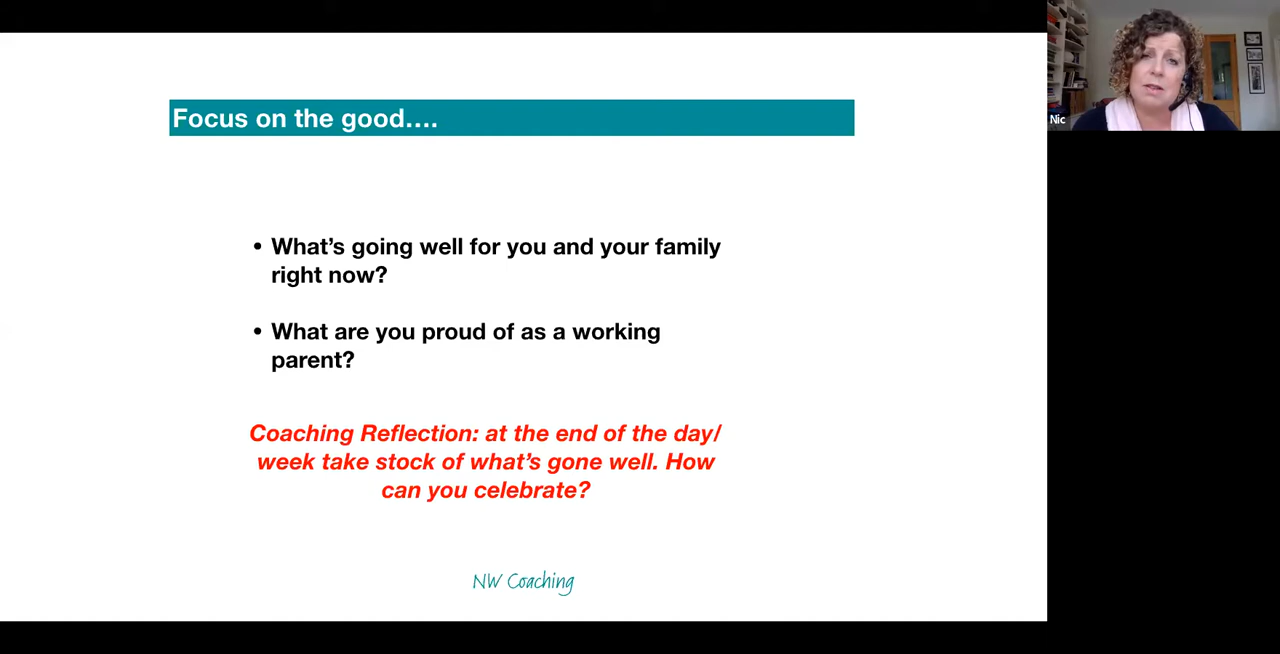 Focus on the good....
• What's going well for you and your family
right now?
• What are you proud of as a working
parent?
Coaching Reflection: at the end of the day/
week take stock of what's gone well. How
can you celebrate?
NW Coaching
Nic